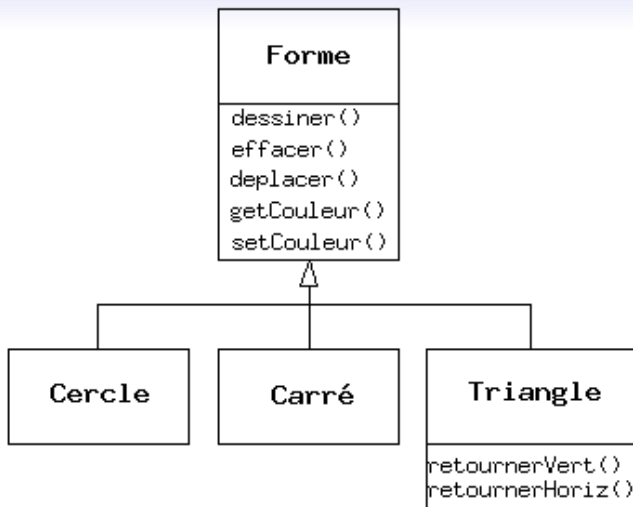 Forme
dessiner()
effacer()
deplacer()
getCouleur()
setCouleur()
Cercle
Carré
Triangle
retournerVert()
retournerHoriz()